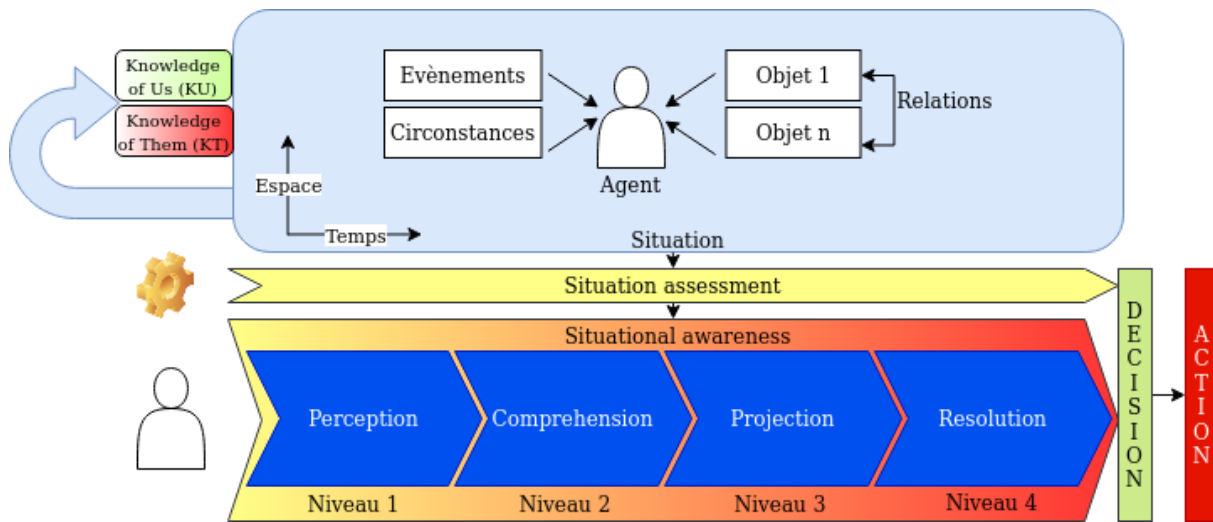 Knowledge
of Us (KU)
Knowledge
of Them (KT)
Evènements
Circonstances
Agent
Objet 1
Objet n
Relations
Espace
Temps
Situation
Situation assessment
Situational awareness
Perception
Comprehension
Projection
Resolution
Niveau 1
Niveau 2
Niveau 3
Niveau 4
DECISION
ACTION